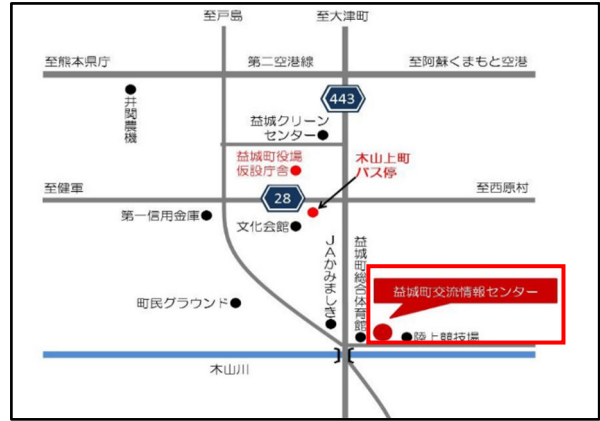 至戸島
至大津町
至熊本県庁
第二空港線
至阿蘇くまもと空港
井関農機
443
益城クリーン
センター
益城町役場
仮設庁舎
木山上町
バス停
至健軍
28
至西原村
第一信用金庫
文化会館
JAかみましき
益城町総合体育館
益城町交流情報センター
町民グラウンド
陸上競技場
木山川